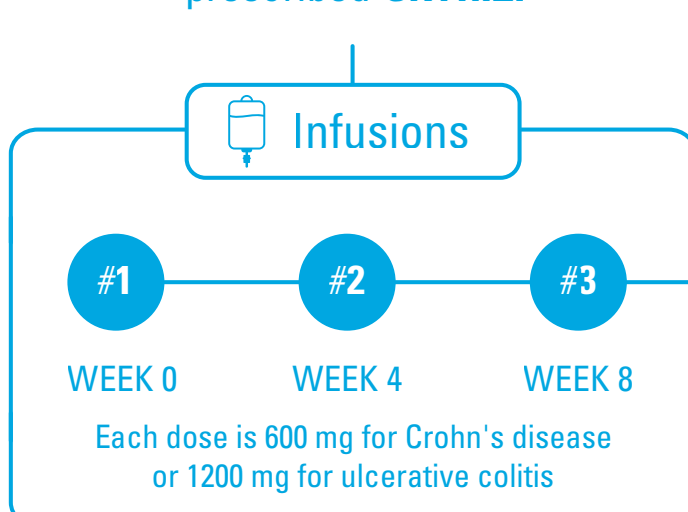 prescribed
Infusions
#1
#2
#3
WEEK 0
WEEK 4
WEEK 8
Each dose is 600 mg for Crohn's disease
or 1200 mg for ulcerative colitis